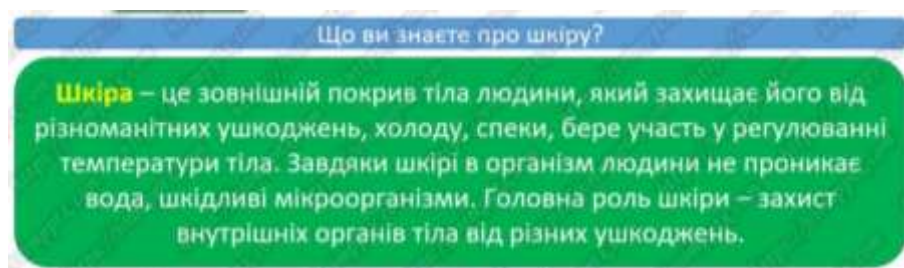 Що ви знаєте про шкіру?
Шкіра – це зовнішній покрив тіла людини, який захищає його від
різноманітних ушкоджень, холоду, спеки, бере участь у регулюванні
температури тіла. Завдяки шкірі в організм людини не проникає
вода, шкідливі мікроорганізми. Головна роль шкіри – захист
внутрішніх органів тіла від різних ушкоджень.